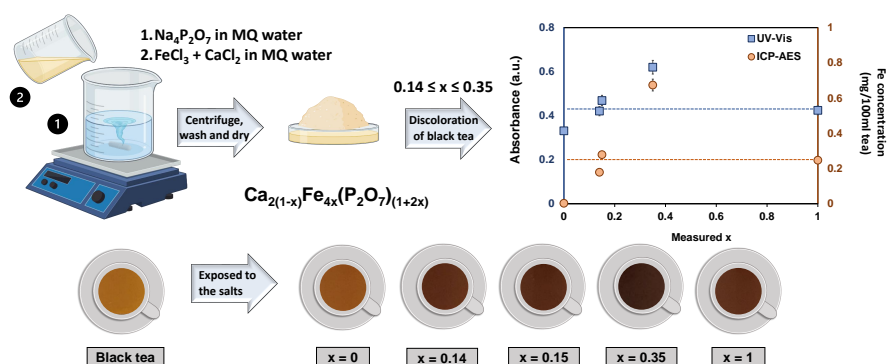 1.Na₄P₂O₇ in MQ water
2.FeCl₃ + CaCl₂ in MQ water
2
1
Centrifuge,
wash and dry
0.14 ≤ x ≤ 0.35
Discoloration
of black tea
Ca₂₍₁₋ₓ₎Fe₄ₓ(P₂O₇)₍₁₊₂ₓ₎
Absorbance (a.u.)
0.8
0.6
0.4
0.2
0
UV-Vis
ICP-AES
1
0.8
0.6
0.4
0.2
0
Fe concentration
(mg/100ml tea)
0
0.2
0.4
0.6
0.8
1
Measured x
Exposed to
the salts
Black tea
x = 0
x = 0.14
x = 0.15
x = 0.35
x = 1